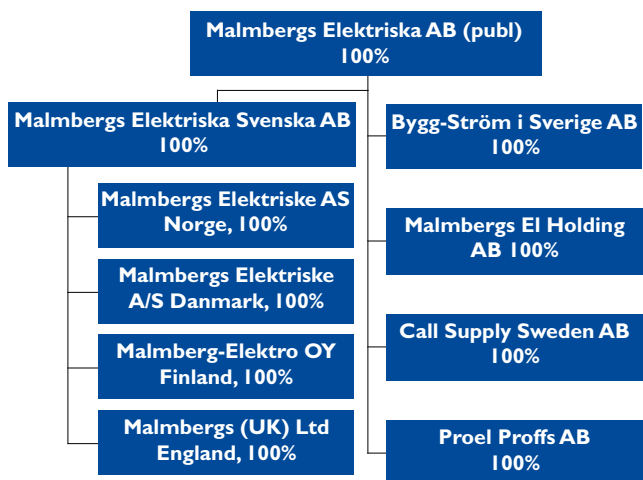 Malmbergs Elektriska AB (publ)
100%
Malmbergs Elektriska Svenska AB
100%
Malmbergs Elektriske AS
Norge, 100%
Malmbergs Elektriske
A/S Danmark, 100%
Malmberg-Elektro OY
Finland, 100%
Malmbergs (UK) Ltd
England, 100%
Bygg-Ström i Sverige AB
100%
Malmbergs El Holding
AB 100%
Call Supply Sweden AB
100%
Proel Proffs AB
100%